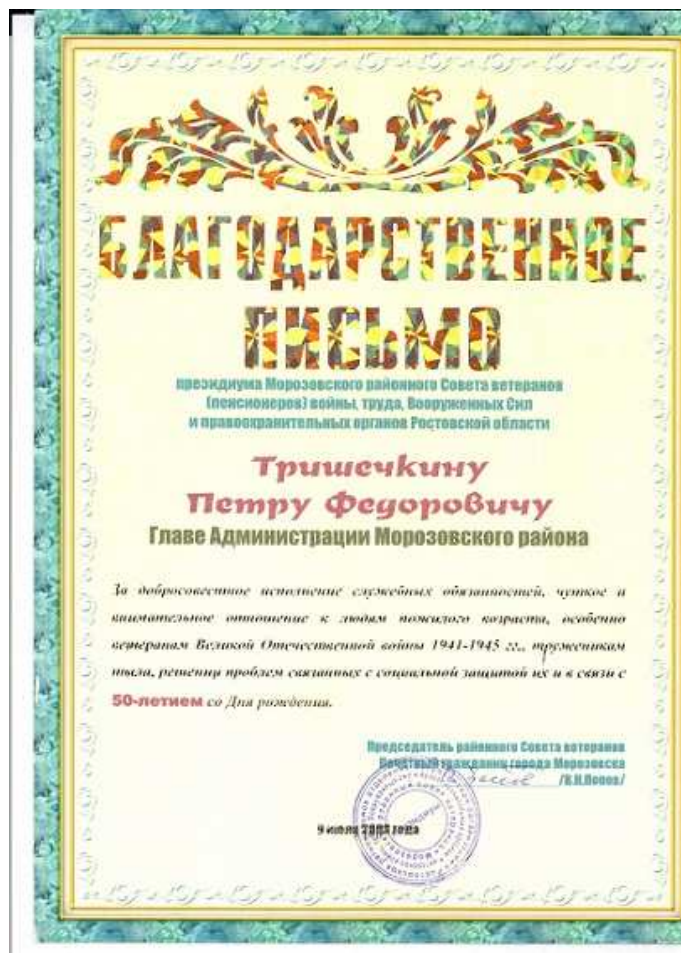 БЛАГОДАРСТВЕННОЕ
ПИСЬМО
президиума Морозовского районного Совета ветеранов
(пенсионеров) войны, труда, Вооруженных Сил
и правоохранительных органов Ростовской области
Тришечкину
Петру Федоровичу
Главе Администрации Морозовского района
За добросовестное исполнение служебных обязанностей, чуткое и
внимательное отношение к людям пожилого возраста, особенно
ветеранам Великой Отечественной войны 1941-1945 гг., труженикам
тыла, решении проблем связанных с социальной защитой их и в связи с
50-летием со Дня рождения.
Председатель районного Совета ветеранов
Почетный гражданин города Морозовска
/В.Н.Попов/
9 июля года